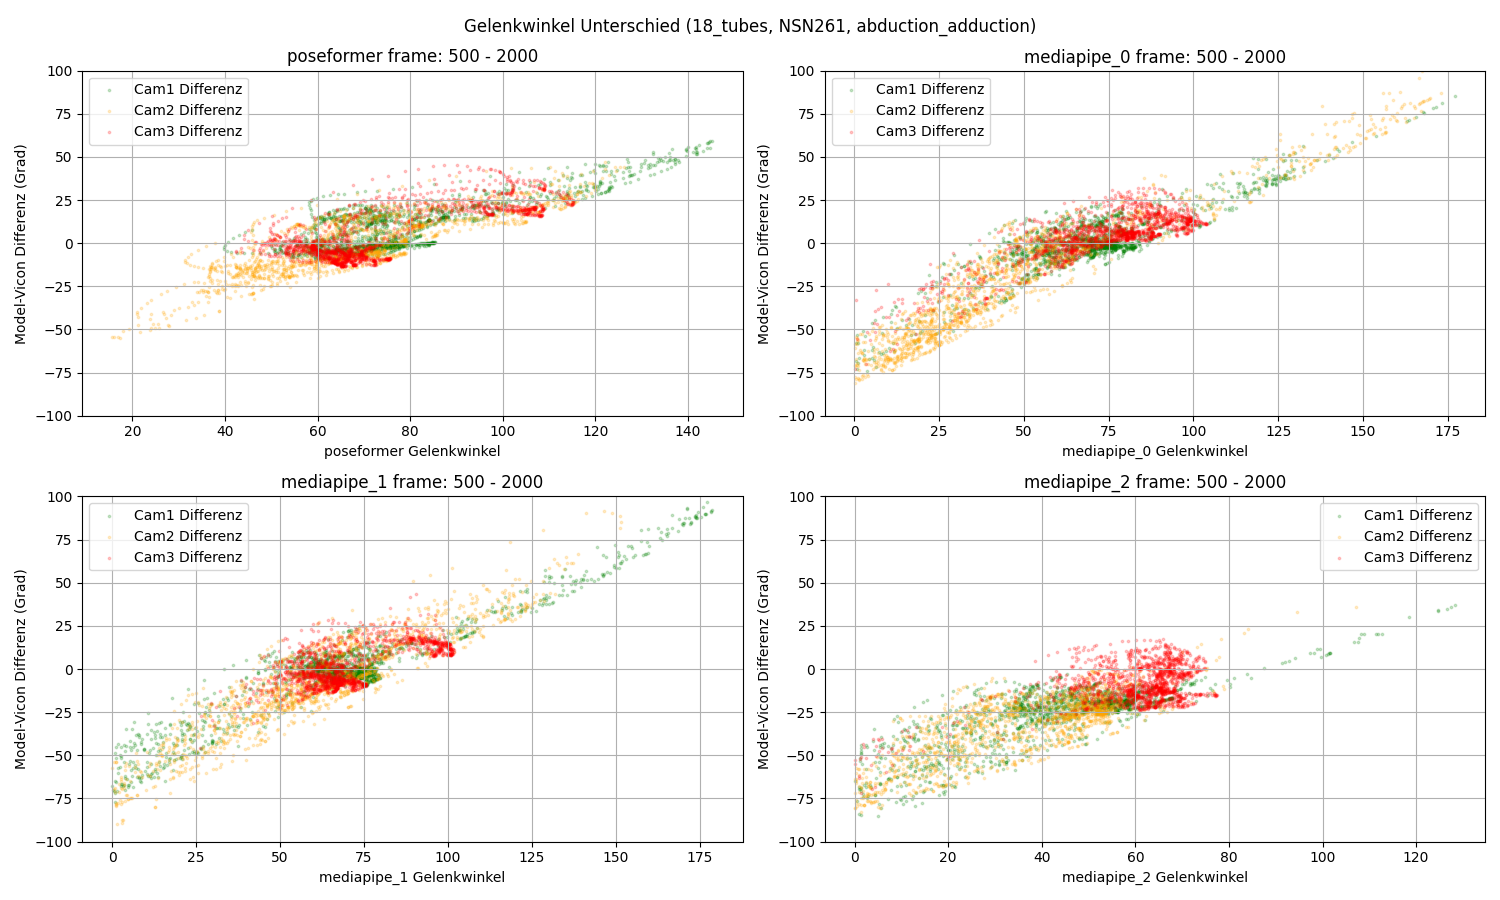 Gelenkwinkel Unterschied (18_tubes, NSN261, abduction_adduction)
poseformer frame: 500 - 2000
100
75
50
25
0
−25
−50
−75
−100
Model-Vicon Differenz (Grad)
Cam1 Differenz
Cam2 Differenz
Cam3 Differenz
20 40 60 80 100 120 140
poseformer Gelenkwinkel
mediapipe_0 frame: 500 - 2000
100
75
50
25
0
−25
−50
−75
−100
Model-Vicon Differenz (Grad)
Cam1 Differenz
Cam2 Differenz
Cam3 Differenz
0 25 50 75 100 125 150 175
mediapipe_0 Gelenkwinkel
mediapipe_1 frame: 500 - 2000
100
75
50
25
0
−25
−50
−75
−100
Model-Vicon Differenz (Grad)
Cam1 Differenz
Cam2 Differenz
Cam3 Differenz
0 25 50 75 100 125 150 175
mediapipe_1 Gelenkwinkel
mediapipe_2 frame: 500 - 2000
100
75
50
25
0
−25
−50
−75
−100
Model-Vicon Differenz (Grad)
Cam1 Differenz
Cam2 Differenz
Cam3 Differenz
0 20 40 60 80 100 120
mediapipe_2 Gelenkwinkel